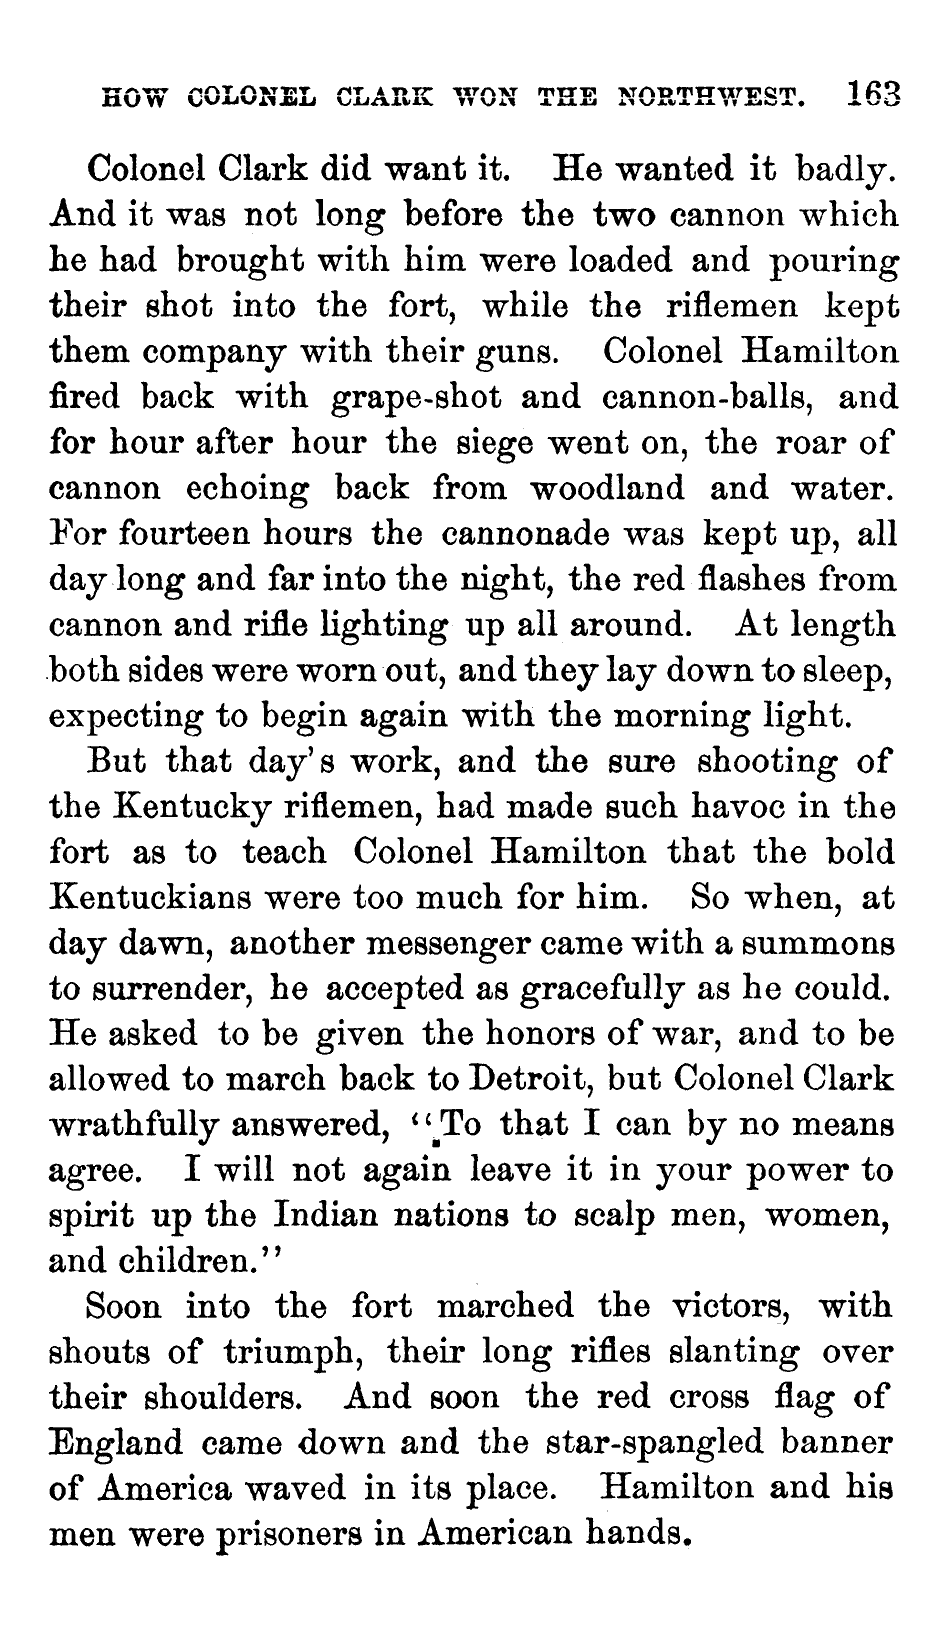 HOW COLONEL CLARK WON THE NORTHWEST. 163
Colonel Clark did want it. He wanted it badly.
And it was not long before the two cannon which
he had brought with him were loaded and pouring
their shot into the fort, while the riflemen kept
them company with their guns. Colonel Hamilton
fired back with grape-shot and cannon-balls, and
for hour after hour the siege went on, the roar of
cannon echoing back from woodland and water.
For fourteen hours the cannonade was kept up, all
day long and far into the night, the red flashes from
cannon and rifle lighting up all around. At length
both sides were worn out, and they lay down to sleep,
expecting to begin again with the morning light.
But that day's work, and the sure shooting of
the Kentucky riflemen, had made such havoc in the
fort as to teach Colonel Hamilton that the bold
Kentuckians were too much for him. So when, at
day dawn, another messenger came with a summons
to surrender, he accepted as gracefully as he could.
He asked to be given the honors of war, and to be
allowed to march back to Detroit, but Colonel Clark
wrathfully answered, "To that I can by no means
agree. I will not again leave it in your power to
spirit up the Indian nations to scalp men, women,
and children."
Soon into the fort marched the victors, with
shouts of triumph, their long rifles slanting over
their shoulders. And soon the red cross flag of
England came down and the star-spangled banner
of America waved in its place. Hamilton and his
men were prisoners in American hands.